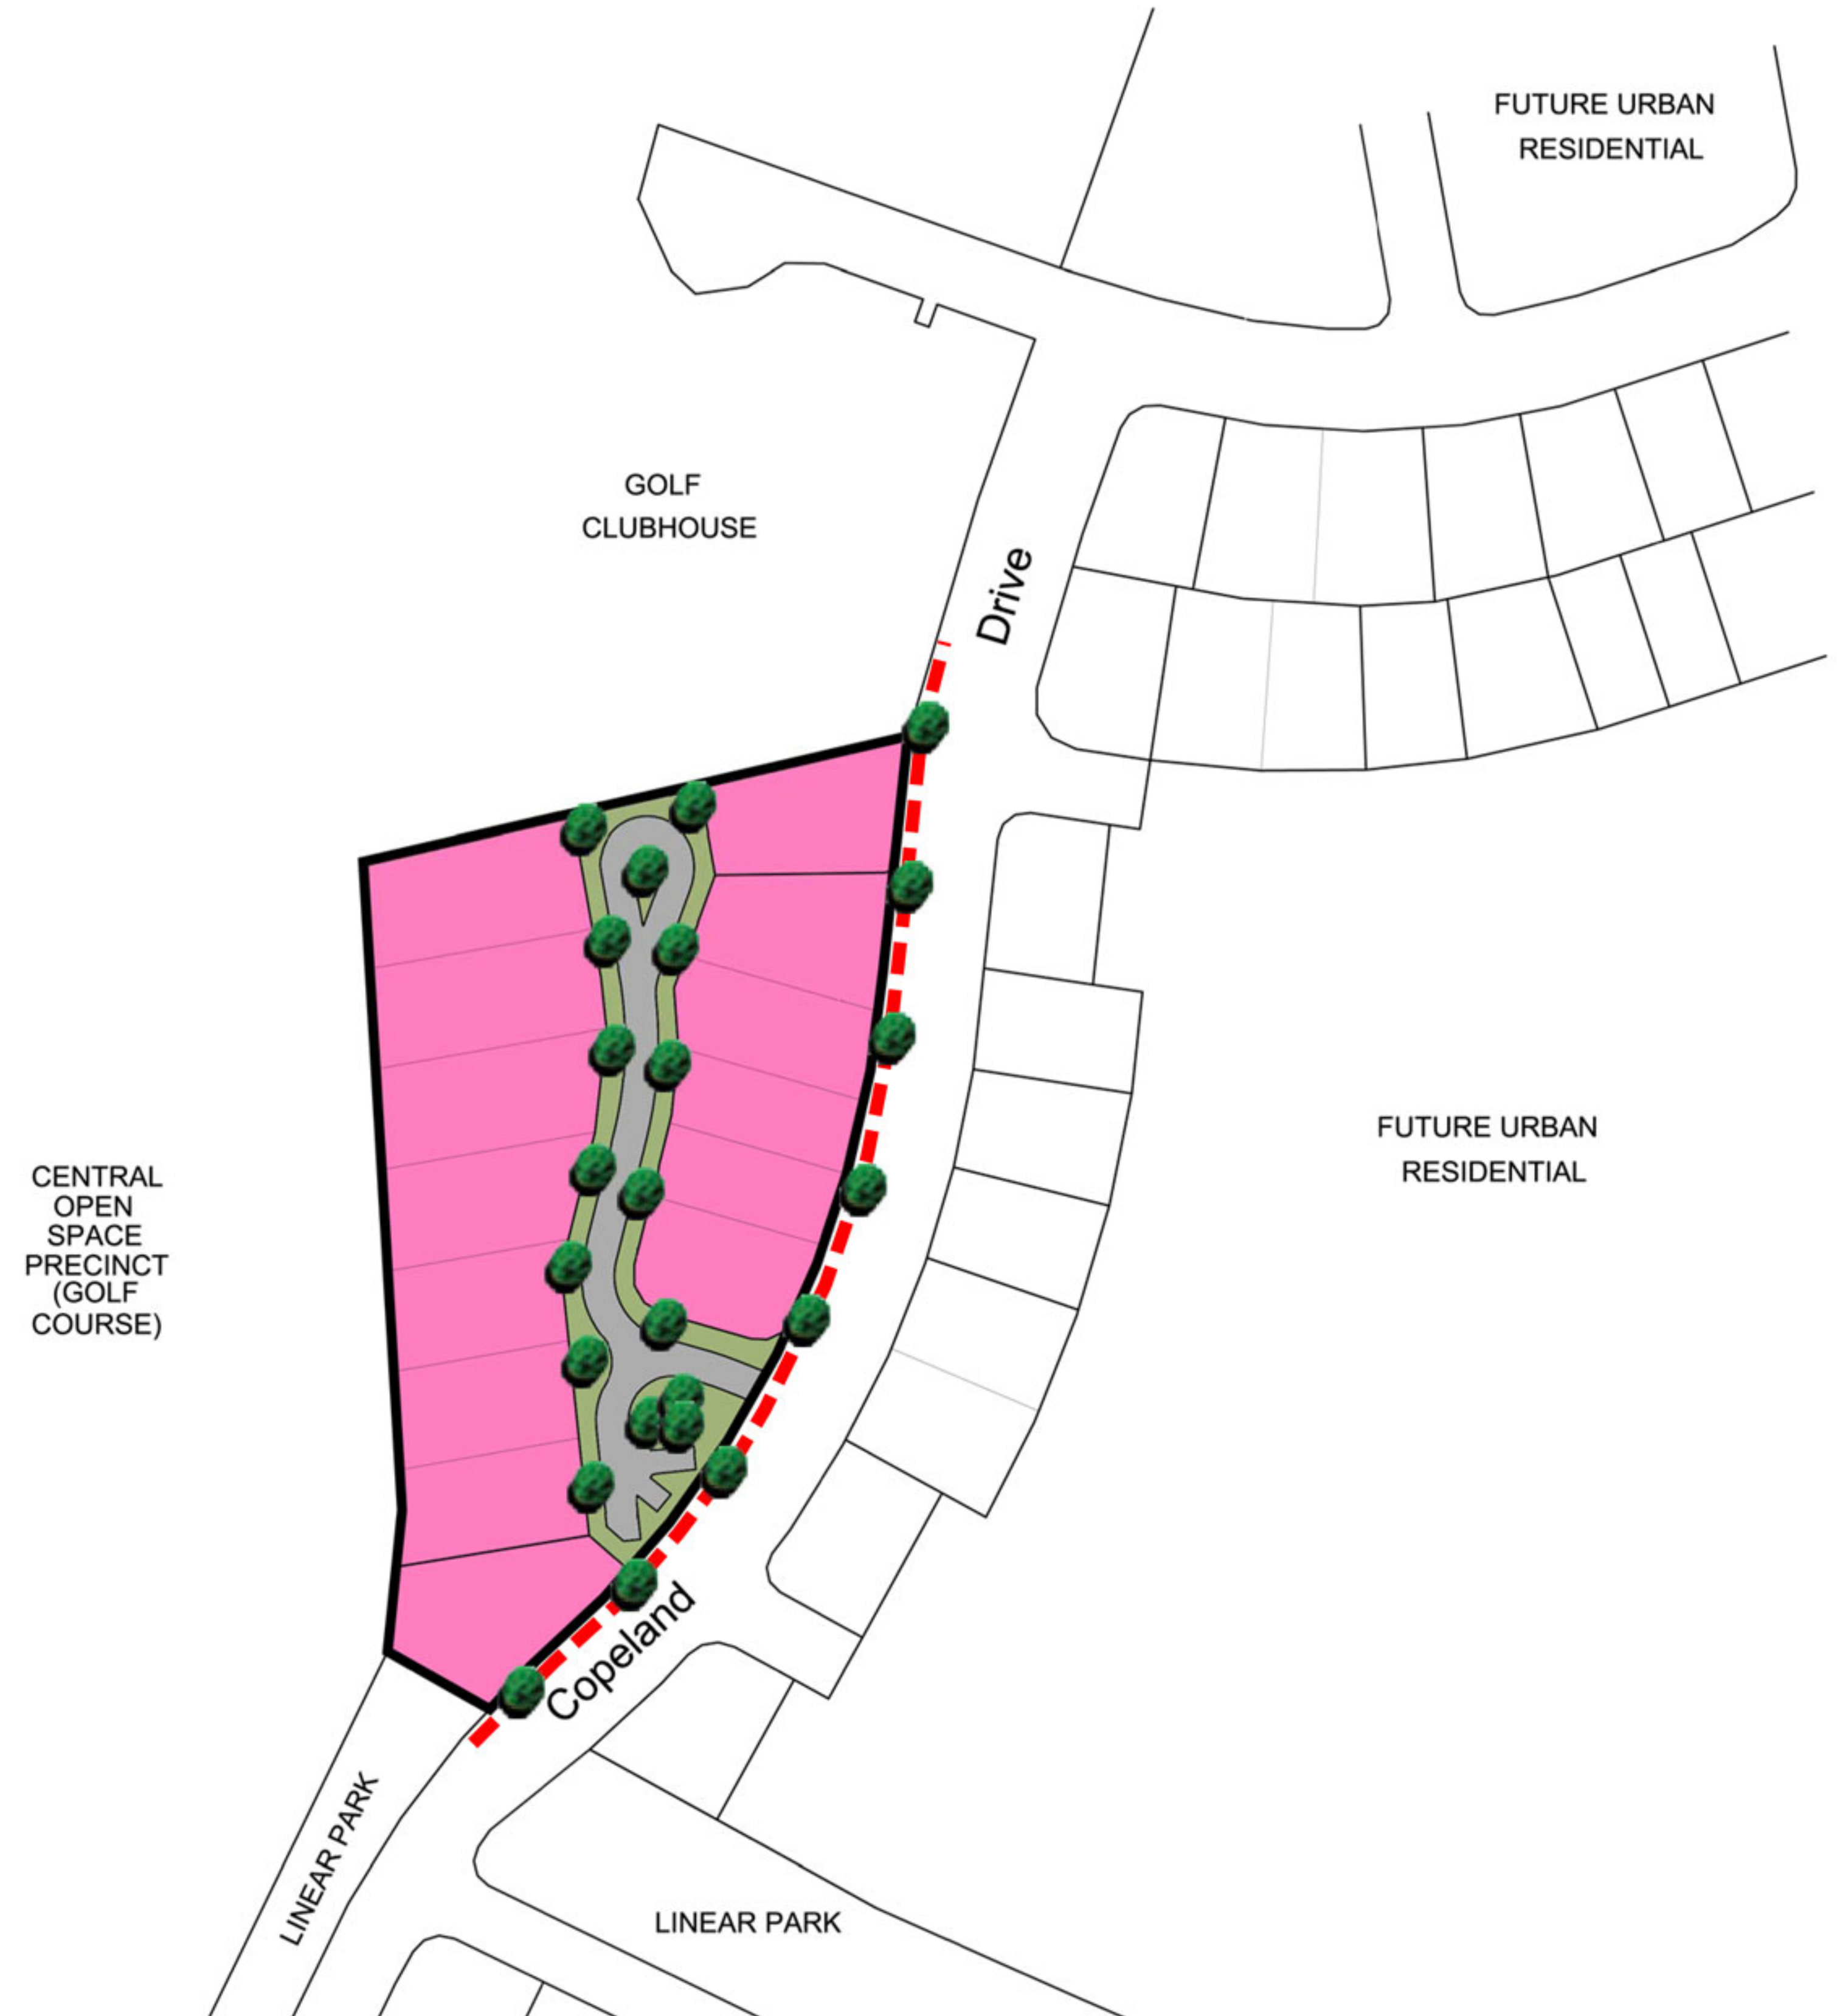 FUTURE URBAN
RESIDENTIAL
GOLF
CLUBHOUSE
Drive
FUTURE URBAN
RESIDENTIAL
CENTRAL
OPEN
SPACE
PRECINCT
(GOLF
COURSE)
Copeland
LINEAR PARK
LINEAR PARK